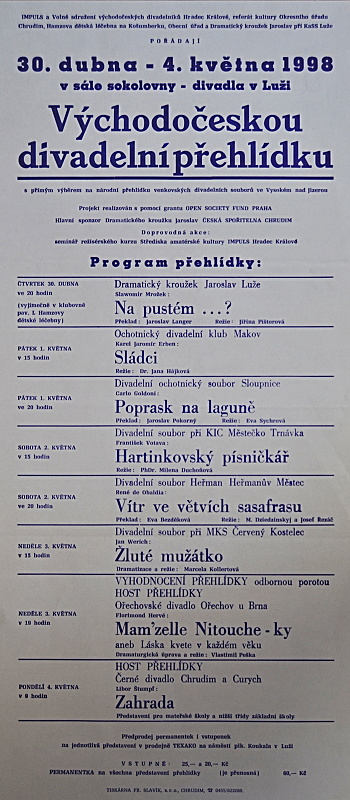 IMPULS a Volné sdružení východočeských divadelníků Hradec Králové, referát kultury Okresního úřadu
Chrudim, Hamzova dětská léčebna na Košumberku, Obecní úřad a Dramatický kroužek Jaroslav při KaSS Luže
POŘÁDAJÍ
30. dubna - 4. května 1998
v sále sokolovny - divadla v Luži
Východočeskou
divadelní přehlídku
s přímým výběrem na národní přehlídku venkovských divadelních souborů ve Vysokém nad Jizerou
Projekt realizován s pomocí grantu OPEN SOCIETY FUND PRAHA
Hlavní sponzor Dramatického kroužku Jaroslav ČESKÁ SPOŘITELNA CHRUDIM
Doprovodná akce:
seminář režisérského kurzu Střediska amatérské kultury IMPULS Hradec Králové
Program přehlídky:
ČTVRTEK 30. DUBNA
ve 20 hodin
(vyjímečně v klubovně
pov. I. Hamzovy
dětské léčebny)
Dramatický kroužek Jaroslav Luže
Slawomir Mrožek:
Na pustém ...?
Překlad: Jaroslav Langer Režie: Jiřina Pištorová
PÁTEK 1. KVĚTNA
v 15 hodin
Ochotnický divadelní klub Makov
Karel Jaromír Erben:
Sládci
Režie: Dr. Jana Hájková
PÁTEK 1. KVĚTNA
ve 20 hodin
Divadelní ochotnický soubor Sloupnice
Carlo Goldoni:
Poprask na laguně
Překlad: Jaroslav Pokorný Režie: Eva Sychrová
SOBOTA 2. KVĚTNA
v 15 hodin
Divadelní soubor při KIC Městečko Trnávka
František Votava:
Hartinkovský písničkář
Režie: PhDr. Milena Duchoňová
SOBOTA 2. KVĚTNA
ve 20 hodin
Divadelní soubor Heřman Heřmanův Městec
René de Obaldia:
Vítr ve větvích sasafrasu
Překlad: Eva Bezděková Režie: M. Dziedzinskyj a Josef Řezáč
NEDĚLE 3. KVĚTNA
v 15 hodin
Divadelní soubor při MKS Červený Kostelec
Jan Werich:
Žluté mužátko
Dramatizace a režie: Marcela Kollertová
VYHODNOCENÍ PŘEHLÍDKY odbornou porotou
NEDĚLE 3. KVĚTNA
v 19 hodin
HOST PŘEHLÍDKY
Ořechovské divadlo Ořechov u Brna
Florimond Hervé:
Mam'zelle Nitouche - ky
aneb Láska kvete v každém věku
Dramaturgická úprava a režie: Vlastimil Peška
PONDĚLÍ 4. KVĚTNA
v 9 hodin
HOST PŘEHLÍDKY
Černé divadlo Chrudim a Curych
Libor Štumpf:
Zahrada
Představení pro mateřské školy a nižší třídy základní školy
Předprodej permanentek i vstupenek
na jednotlivá představení v prodejně TEXAKO na náměstí plk. Koukala v Luži
VSTUPNÉ: 25,— a 20,— Kč
PERMANENTKA na všechna představení přehlídky (je přenosná) 60,— Kč
TISKÁRNA FR. SLAVÍK, s.r.o., CHRUDIM, ☎ 0455/622086.